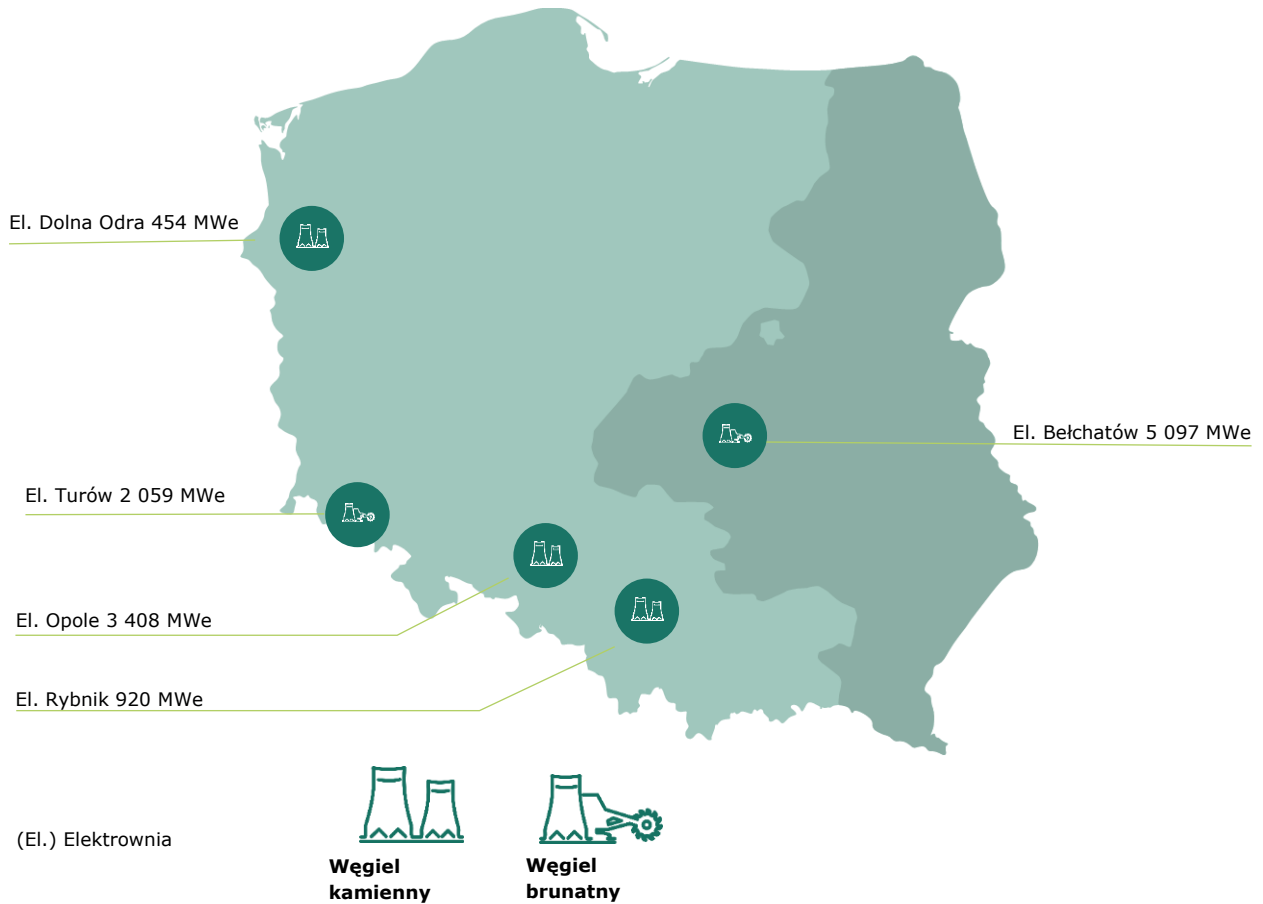 El. Dolna Odra 454 MWe
El. Bełchatów 5 097 MWe
El. Turów 2 059 MWe
El. Opole 3 408 MWe
El. Rybnik 920 MWe
(El.) Elektrownia
Węgiel
kamienny
Węgiel
brunatny